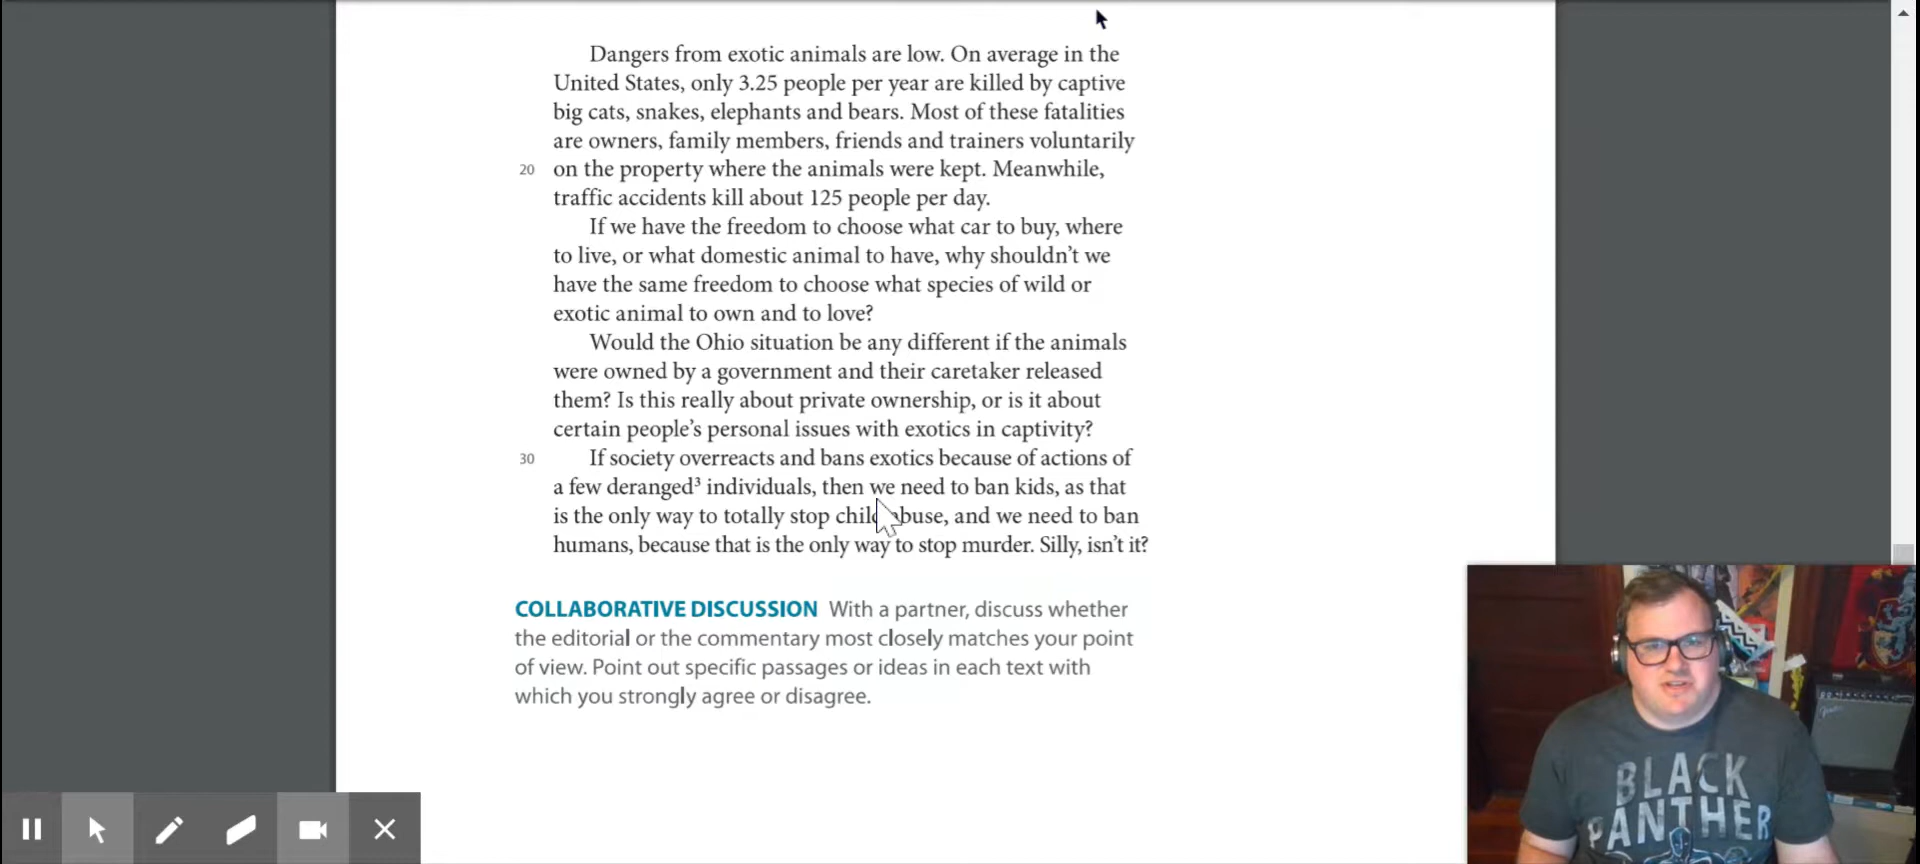 Dangers from exotic animals are low. On average in the
United States, only 3.25 people per year are killed by captive
big cats, snakes, elephants and bears. Most of these fatalities
are owners, family members, friends and trainers voluntarily
20 on the property where the animals were kept. Meanwhile,
traffic accidents kill about 125 people per day.
If we have the freedom to choose what car to buy, where
to live, or what domestic animal to have, why shouldn’t we
have the same freedom to choose what species of wild or
exotic animal to own and to love?
Would the Ohio situation be any different if the animals
were owned by a government and their caretaker released
them? Is this really about private ownership, or is it about
certain people’s personal issues with exotics in captivity?
30 If society overreacts and bans exotics because of actions of
a few deranged³ individuals, then we need to ban kids, as that
is the only way to totally stop child abuse, and we need to ban
humans, because that is the only way to stop murder. Silly, isn’t it?
COLLABORATIVE DISCUSSION With a partner, discuss whether
the editorial or the commentary most closely matches your point
of view. Point out specific passages or ideas in each text with
which you strongly agree or disagree.
Fender
BLACK
PANTHER